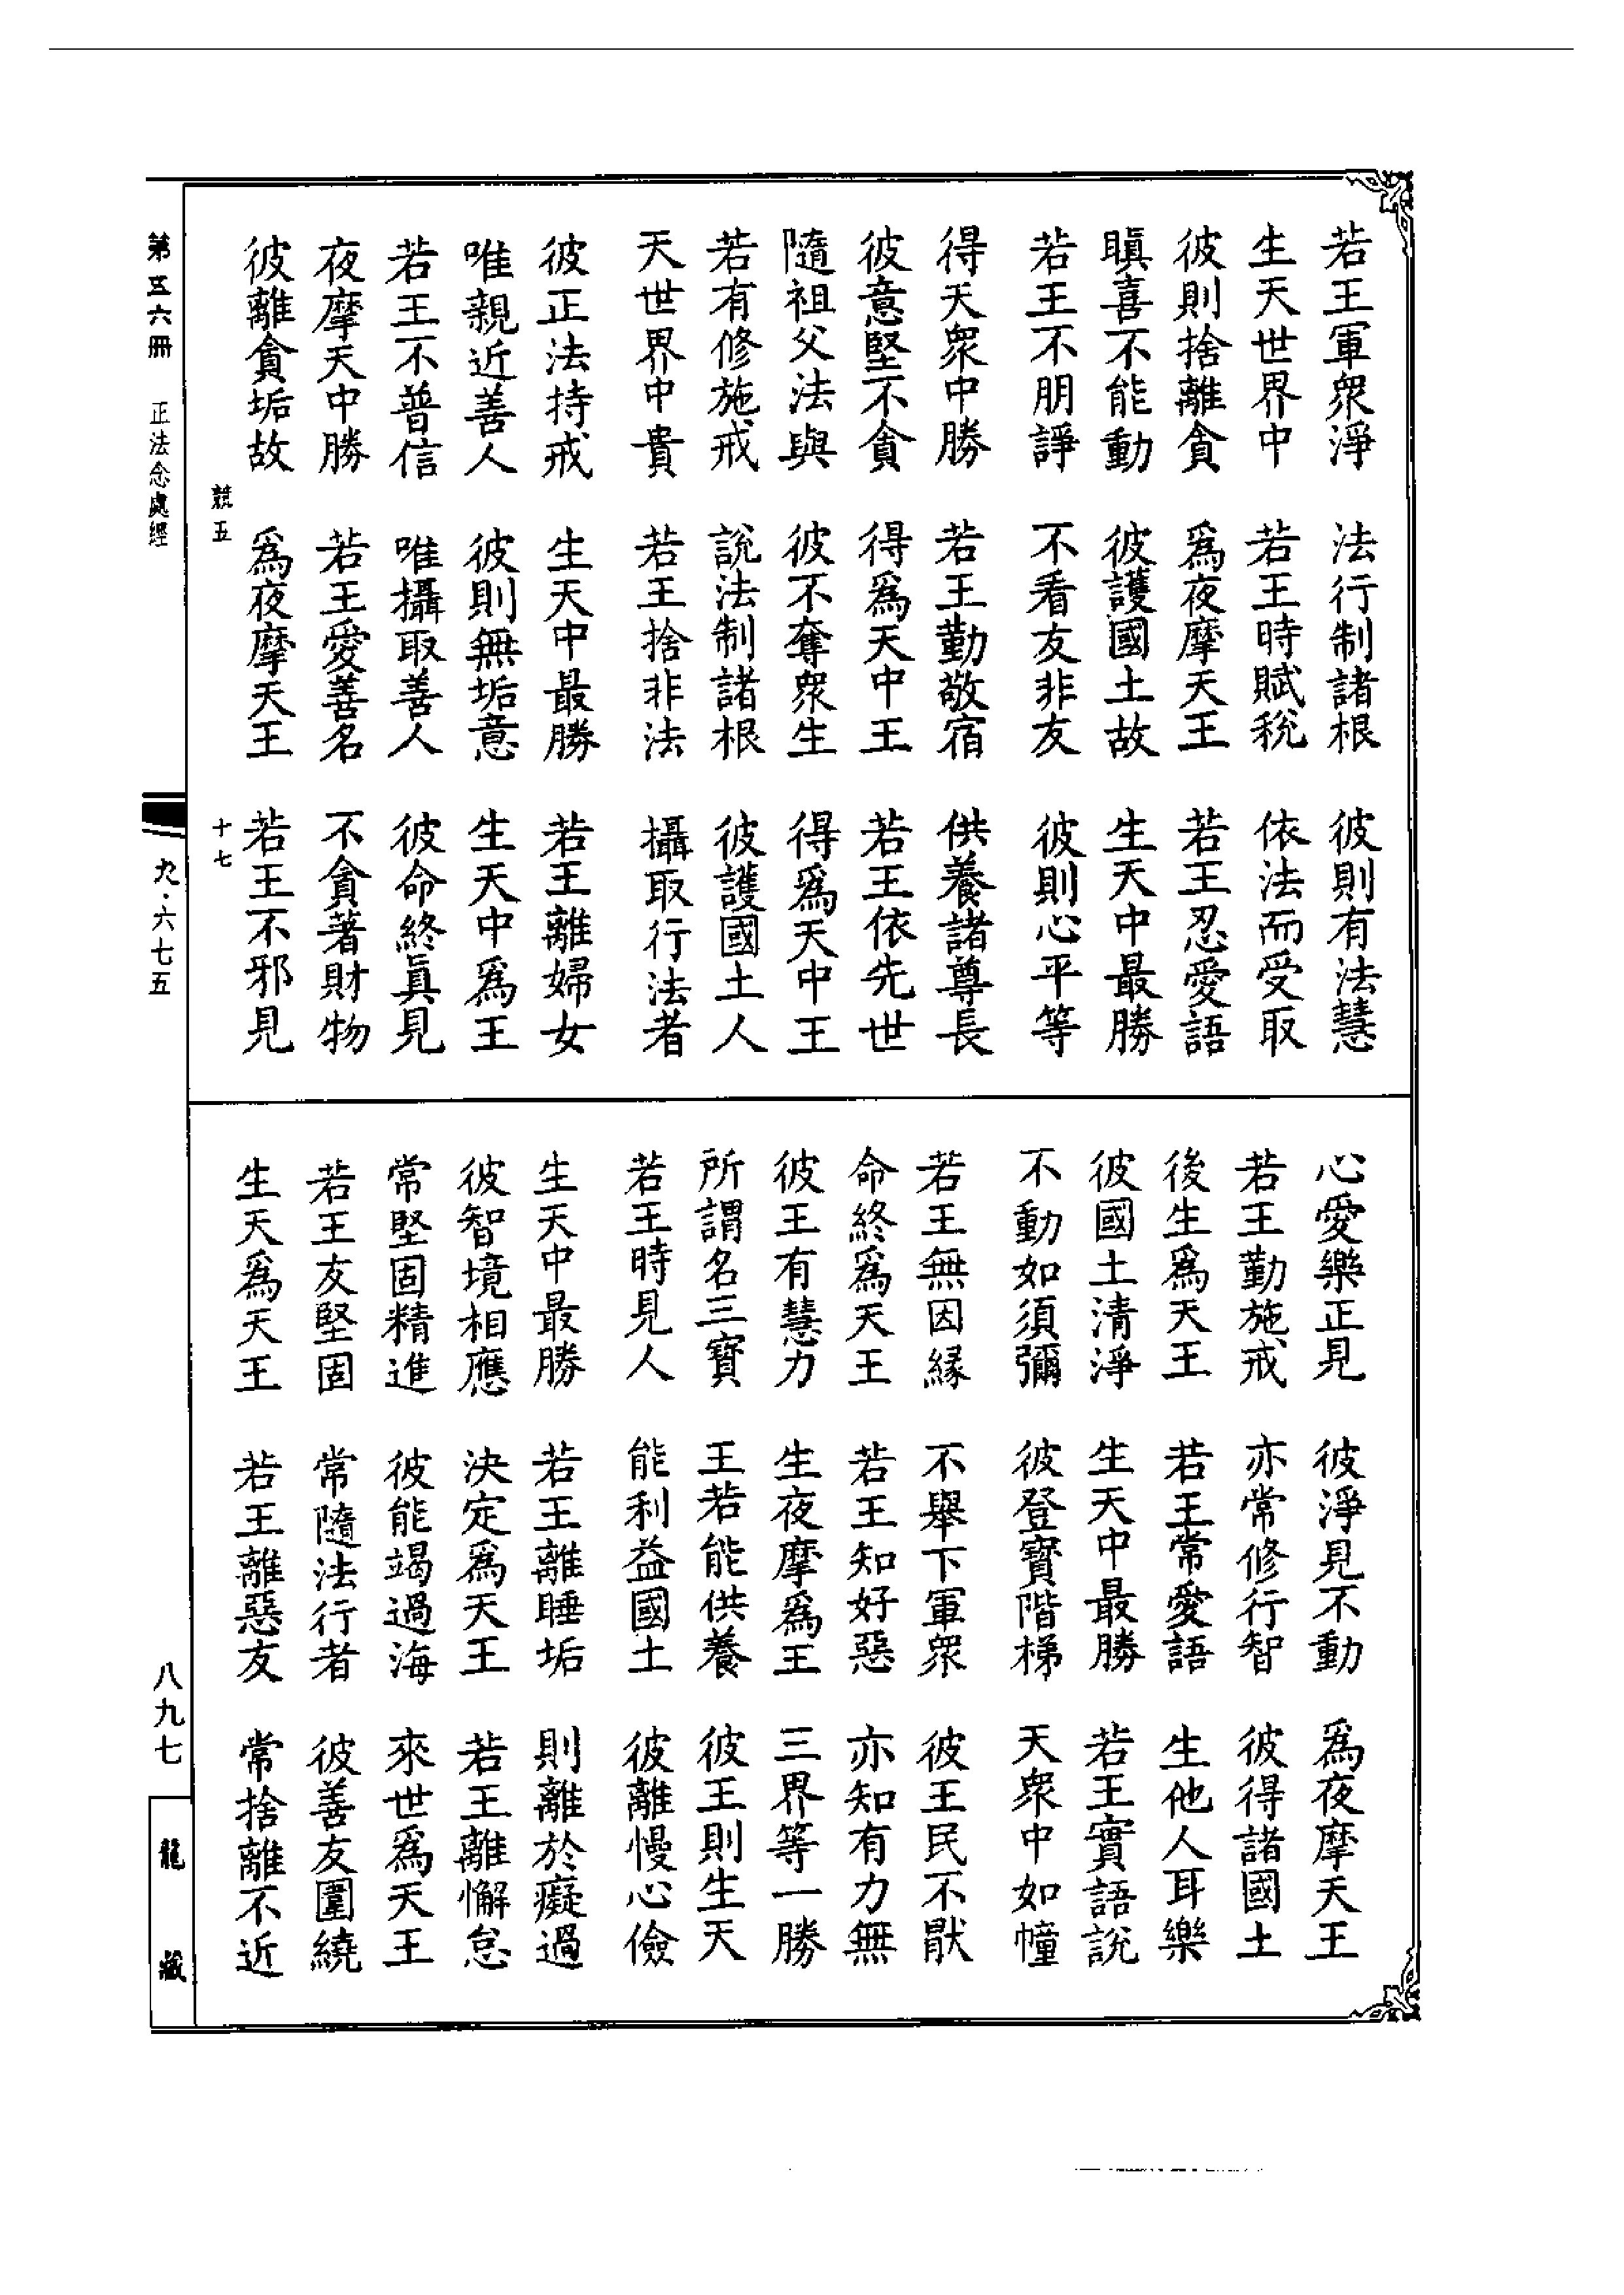 若王軍衆淨　法行制諸根　彼則有法慧
生天世界中　若王時賦稅　依法而受取
彼則捨離貪　爲夜摩天王　若王忍愛語
瞋喜不能動　彼護國土故　生天中最勝
若王不朋諍　不看友非友　彼則心平等
得天衆中勝　若王勤敬宿　供養諸尊長
彼意堅不貪　得爲天中王　若王依先世
隨祖父法與　彼不奪衆生　得爲天中王
若有修施戒　說法制諸根　彼護國土人
天世界中貴　若王捨非法　攝取行法者
彼正法持戒　生天中最勝　若王離婦女
唯親近善人　彼則無垢意　生天中爲王
若王不普信　唯攝取善人　彼命終眞見
夜摩天中勝　若王愛善名　不貪著財物
彼離貪垢故　爲夜摩天王　若王不邪見
競五　十七
心愛樂正見　彼淨見不動　爲夜摩天王
若王勤施戒　亦常修行智　彼得諸國土
後生爲天王　若王常愛語　生他人耳樂
彼國土清淨　生天中最勝　若王實語說
不動如須彌　彼登寶階梯　天衆中如幢
若王無因緣　不舉下軍衆　彼王民不猒
命終爲天王　若王知好惡　亦知有力無
彼王有慧力　生夜摩爲王　三界等一勝
所謂名三寶　王若能供養　彼王則生天
若王時見人　能利益國土　彼離慢心儉
生天中最勝　若王離睡垢　則離於癡過
彼智境相應　決定爲天王　若王離懈怠
常堅固精進　彼能竭過海　來世爲天王
若王友堅固　常隨法行者　彼善友圍繞
生天爲天王　若王離惡友　常捨離不近
第五六冊　正法念處經　九·六七五　八九七　龍藏